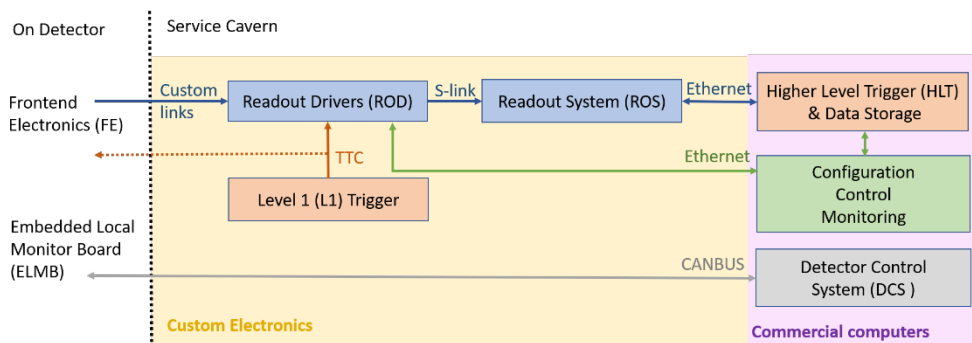 On Detector
Service Cavern
Custom
links
S-link
Ethernet
Frontend
Electronics (FE)
Readout Drivers (ROD)
Readout System (ROS)
Higher Level Trigger (HLT)
& Data Storage
TTC
Ethernet
Level 1 (L1) Trigger
Configuration
Control
Monitoring
Embedded Local
Monitor Board
(ELMB)
CANBUS
Detector Control
System (DCS )
Custom Electronics
Commercial computers